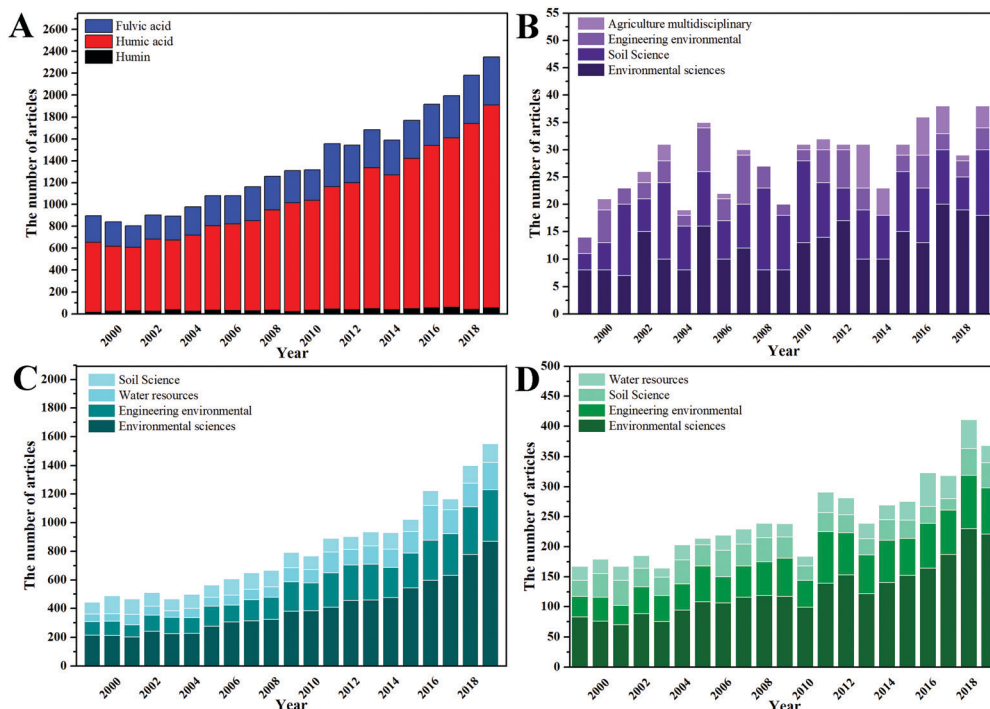 A
Fulvic acid
Humic acid
Humin
The number of articles
2600
2400
2200
2000
1800
1600
1400
1200
1000
800
600
400
200
0
2000 2002 2004 2006 2008 2010 2012 2014 2016 2018
Year
B
Agriculture multidisciplinary
Engineering environmental
Soil Science
Environmental sciences
The number of articles
55
50
45
40
35
30
25
20
15
10
5
0
2000 2002 2004 2006 2008 2010 2012 2014 2016 2018
Year
C
Soil Science
Water resources
Engineering environmental
Environmental sciences
The number of articles
2000
1800
1600
1400
1200
1000
800
600
400
200
0
2000 2002 2004 2006 2008 2010 2012 2014 2016 2018
Year
D
Water resources
Soil Science
Engineering environmental
Environmental sciences
The number of articles
500
450
400
350
300
250
200
150
100
50
0
2000 2002 2004 2006 2008 2010 2012 2014 2016 2018
Year